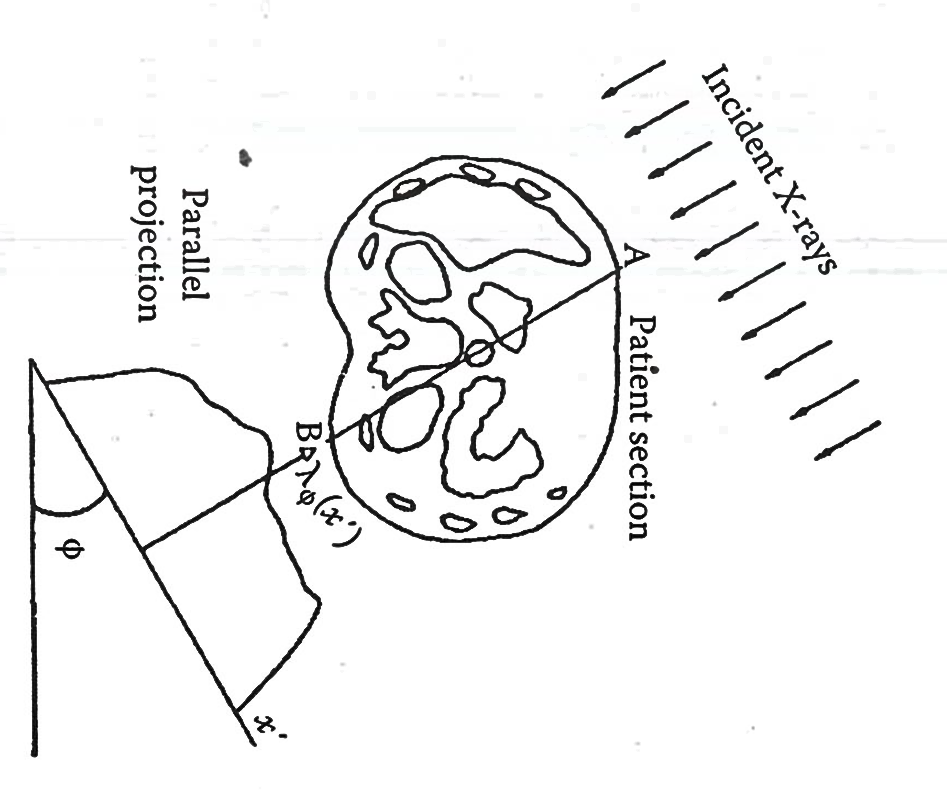 Incident X-rays
A
Patient section
B λϕ(x′)
Parallel
projection
ϕ
x′